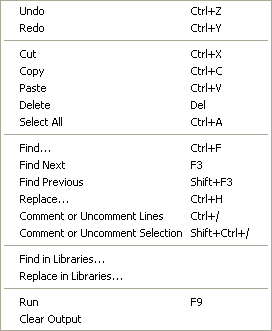 Undo Ctrl+Z
Redo Ctrl+Y
Cut Ctrl+X
Copy Ctrl+C
Paste Ctrl+V
Delete Del
Select All Ctrl+A
Find... Ctrl+F
Find Next F3
Find Previous Shift+F3
Replace... Ctrl+H
Comment or Uncomment Lines Ctrl+/
Comment or Uncomment Selection Shift+Ctrl+/
Find in Libraries...
Replace in Libraries...
Run F9
Clear Output